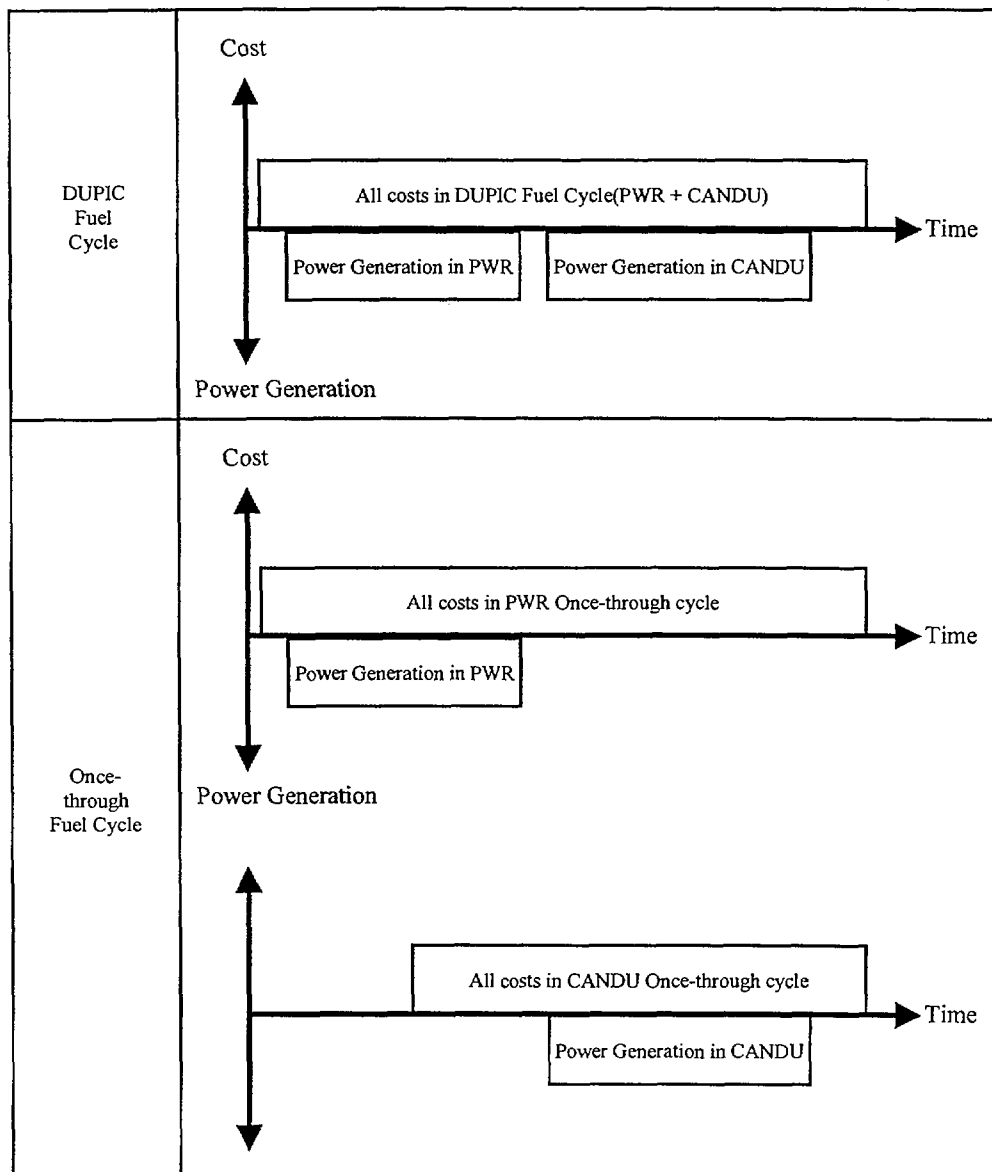 DUPIC
Fuel
Cycle
Cost
All costs in DUPIC Fuel Cycle(PWR + CANDU)
Time
Power Generation in PWR
Power Generation in CANDU
Power Generation
Once-
through
Fuel Cycle
Cost
All costs in PWR Once-through cycle
Time
Power Generation in PWR
Power Generation
All costs in CANDU Once-through cycle
Time
Power Generation in CANDU